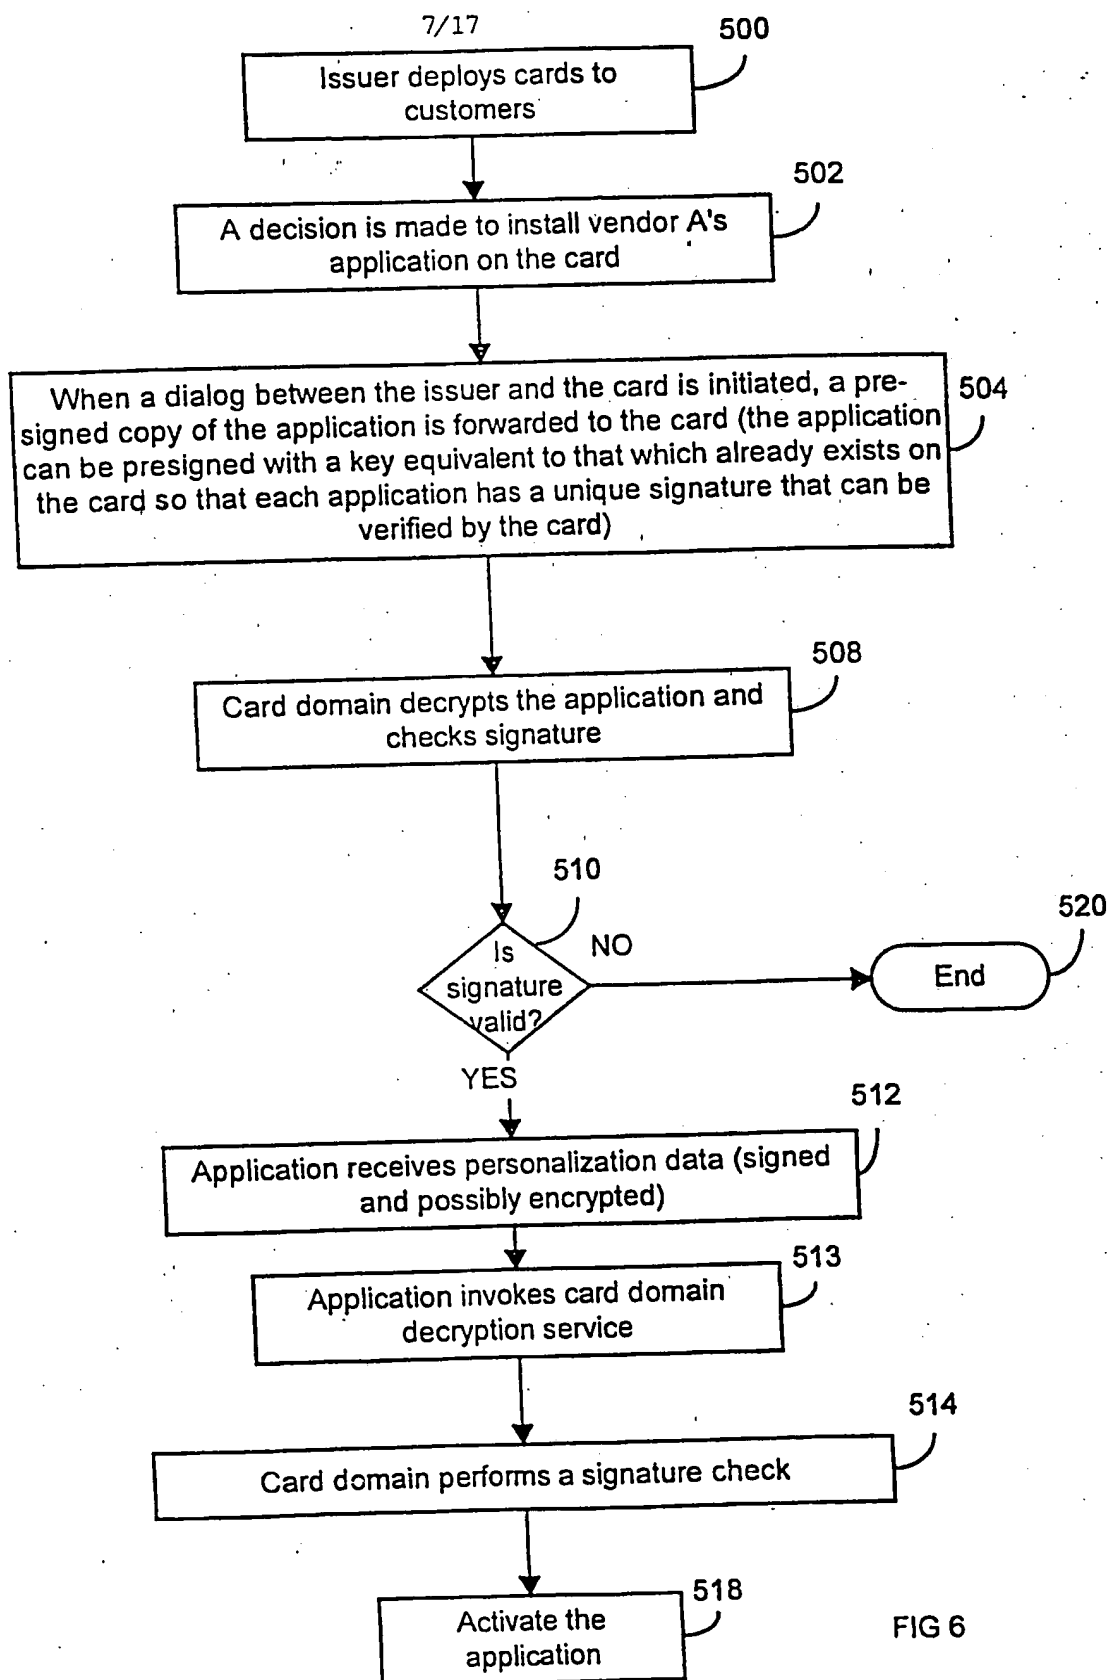 7/17
500
Issuer deploys cards to
customers
502
A decision is made to install vendor A's
application on the card
504
When a dialog between the issuer and the card is initiated, a pre-
signed copy of the application is forwarded to the card (the application
can be presigned with a key equivalent to that which already exists on
the card so that each application has a unique signature that can be
verified by the card)
508
Card domain decrypts the application and
checks signature
510
Is
signature
valid?
NO
520
End
YES
512
Application receives personalization data (signed
and possibly encrypted)
513
Application invokes card domain
decryption service
514
Card domain performs a signature check
518
Activate the
application
FIG 6